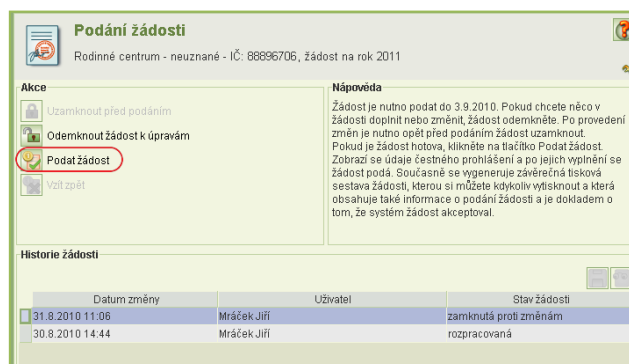 Podání žádosti
Rodinné centrum - neuznané - IČ: 88896706, žádost na rok 2011
Akce
Uzamknout před podáním
Odemknout žádost k úpravám
Podat žádost
Vzít zpět
Nápověda
Žádost je nutno podat do 3.9.2010. Pokud chcete něco v
žádosti doplnit nebo změnit, žádost odemkněte. Po provedení
změn je nutno opět před podáním žádost uzamknout.
Pokud je žádost hotova, klikněte na tlačítko Podat žádost.
Zobrazí se údaje čestného prohlášení a po jejich vyplnění se
žádost podá. Současně se vygeneruje závěrečná tisková
sestava žádosti, kterou si můžete kdykoliv vytisknout a která
obsahuje také informace o podání žádosti a je dokladem o
tom, že systém žádost akceptoval.
Historie žádosti
Datum změny Uživatel Stav žádosti
31.8.2010 11:06 Mráček Jiří zamknutá proti změnám
30.8.2010 14:44 Mráček Jiří rozpracovaná